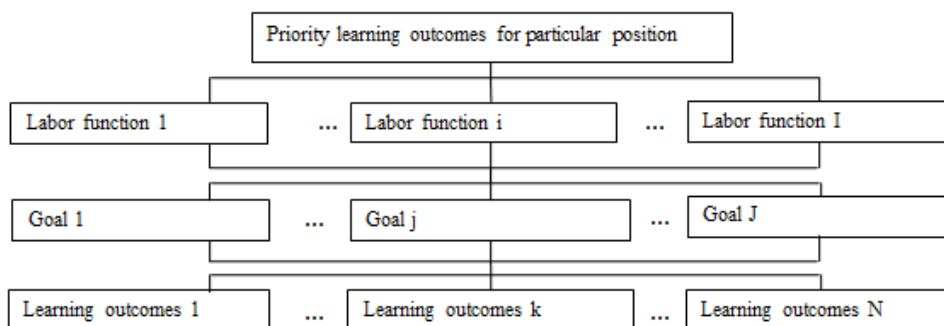 Priority learning outcomes for particular position
Labor function 1 ... Labor function i ... Labor function I
Goal 1 ... Goal j ... Goal J
Learning outcomes 1 ... Learning outcomes k ... Learning outcomes N